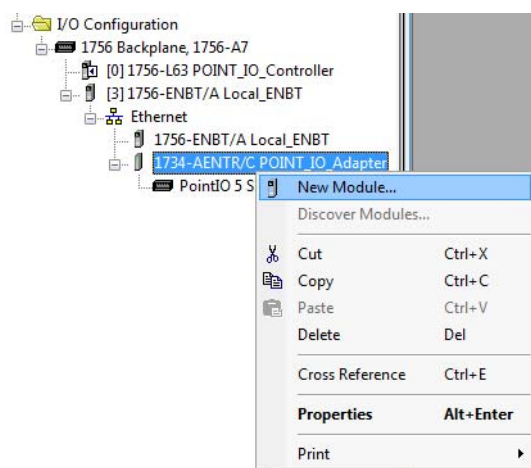 I/O Configuration
1756 Backplane, 1756-A7
[0] 1756-L63 POINT_IO_Controller
[3] 1756-ENBT/A Local_ENBT
Ethernet
1756-ENBT/A Local_ENBT
1734-AENTR/C POINT_IO_Adapter
PointIO 5 S
New Module...
Discover Modules...
Cut Ctrl+X
Copy Ctrl+C
Paste Ctrl+V
Delete Del
Cross Reference Ctrl+E
Properties Alt+Enter
Print